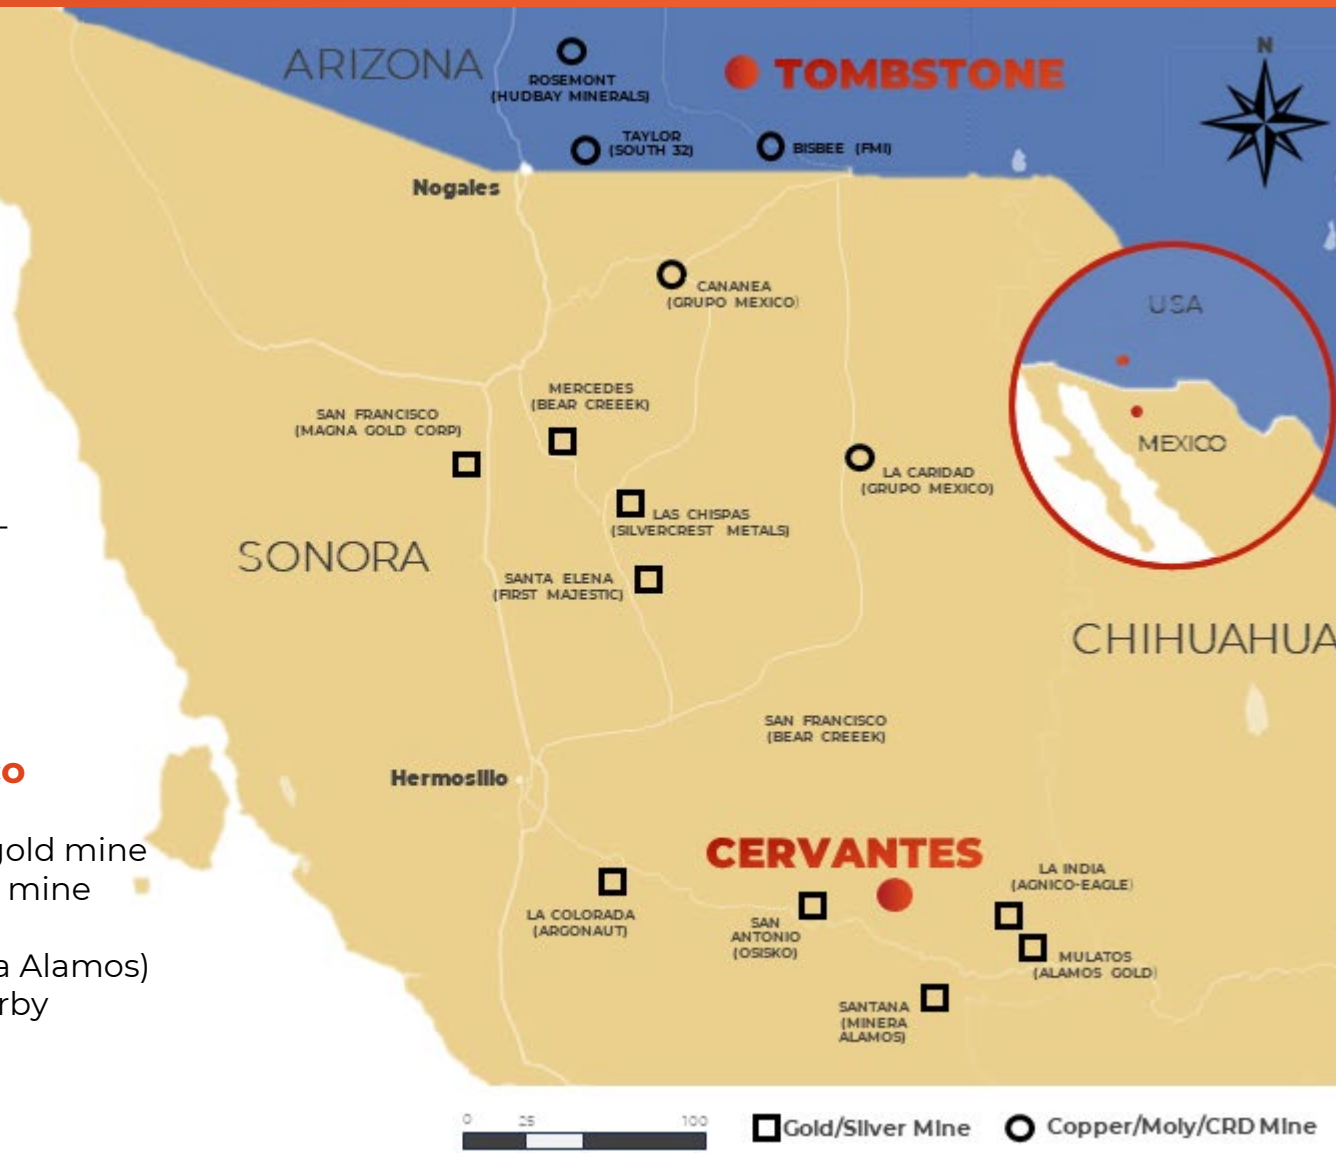 ARIZONA
ROSEMONT
(HUDBAY MINERALS)
TOMBSTONE
N
TAYLOR
(SOUTH 32)
BISBEE (FMI)
Nogales
CANANEA
(GRUPO MEXICO)
USA
MEXICO
MERCEDES
(BEAR CREEEK)
SAN FRANCISCO
(MAGNA GOLD CORP)
LA CARIDAD
(GRUPO MEXICO)
LAS CHISPAS
(SILVERCREST METALS)
SONORA
SANTA ELENA
(FIRST MAJESTIC)
CHIHUAHUA
SAN FRANCISCO
(BEAR CREEEK)
Hermosillo
CERVANTES
LA INDIA
(AGNICO-EAGLE)
LA COLORADA
(ARGONAUT)
SAN
ANTONIO
(OSISKO)
MULATOS
(ALAMOS GOLD)
SANTANA
(MINERA
ALAMOS)
o
gold mine
mine
a Alamos)
rby
0 25 100
Gold/Silver Mine
Copper/Moly/CRD Mine